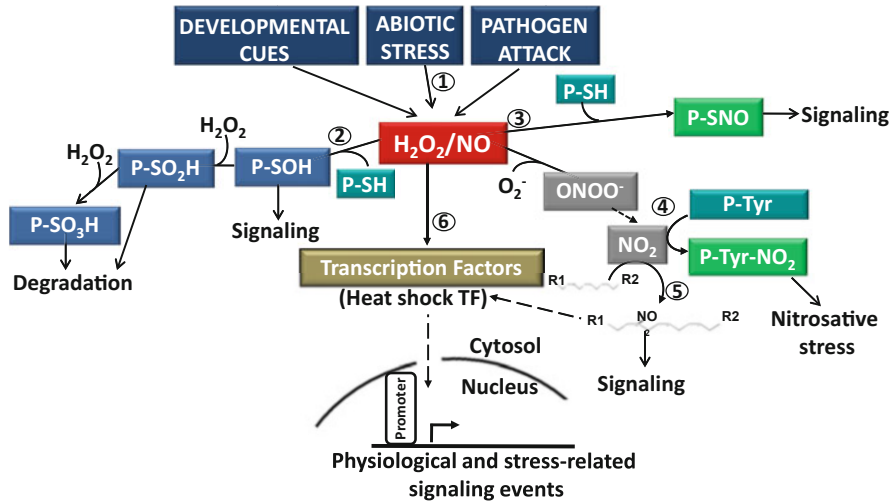 DEVELOPMENTAL
CUES
ABIOTIC
STRESS
PATHOGEN
ATTACK
①
P-SH
③
P-SNO
Signaling
H₂O₂
H₂O₂
②
H₂O₂/NO
P-SO₂H
P-SOH
P-SH
O₂⁻
ONOO⁻
P-SO₃H
Signaling
⑥
④
P-Tyr
NO₂
P-Tyr-NO₂
Degradation
Transcription Factors
R1
R2
⑤
(Heat shock TF)
R1
NO
2
R2
Nitrosative
stress
Cytosol
Nucleus
Signaling
Promoter
Physiological and stress-related
signaling events